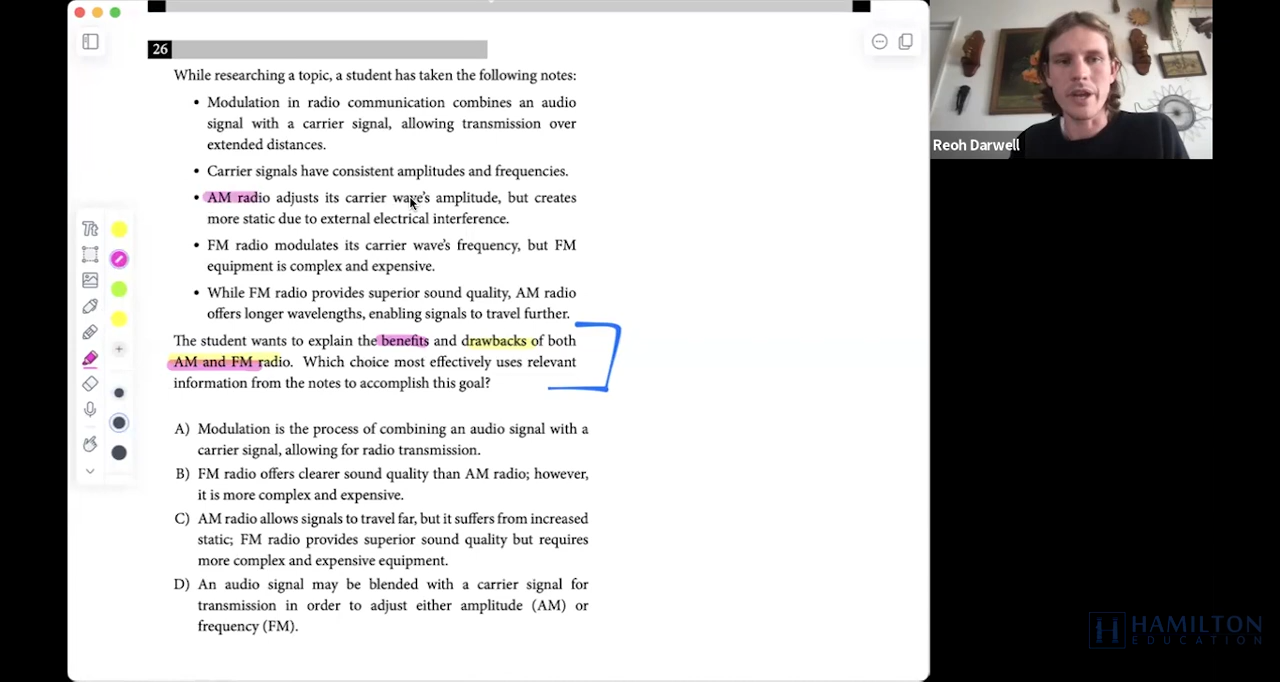 26
While researching a topic, a student has taken the following notes:
• Modulation in radio communication combines an audio
signal with a carrier signal, allowing transmission over
extended distances.
• Carrier signals have consistent amplitudes and frequencies.
• AM radio adjusts its carrier wave's amplitude, but creates
more static due to external electrical interference.
• FM radio modulates its carrier wave's frequency, but FM
equipment is complex and expensive.
• While FM radio provides superior sound quality, AM radio
offers longer wavelengths, enabling signals to travel further.
The student wants to explain the benefits and drawbacks of both
AM and FM radio. Which choice most effectively uses relevant
information from the notes to accomplish this goal?
A) Modulation is the process of combining an audio signal with a
carrier signal, allowing for radio transmission.
B) FM radio offers clearer sound quality than AM radio; however,
it is more complex and expensive.
C) AM radio allows signals to travel far, but it suffers from increased
static; FM radio provides superior sound quality but requires
more complex and expensive equipment.
D) An audio signal may be blended with a carrier signal for
transmission in order to adjust either amplitude (AM) or
frequency (FM).
Reoh Darwell
Tt
H HAMILTON
EDUCATION